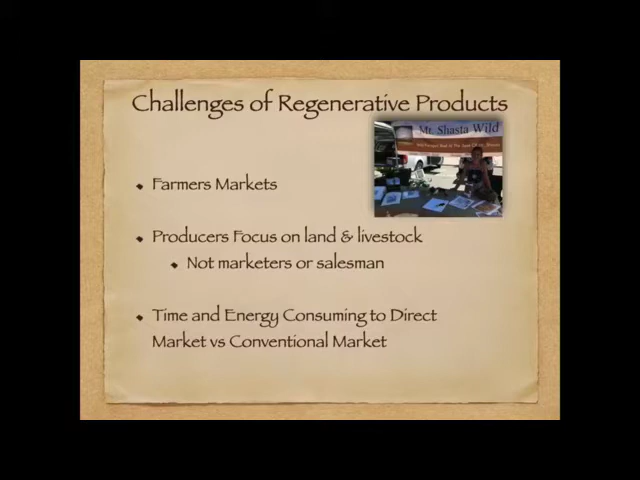 Challenges of Regenerative Products
Mt. Shasta Wild
Farmers Markets
Producers Focus on land & livestock
Not marketers or salesman
Time and Energy Consuming to Direct
Market vs Conventional Market